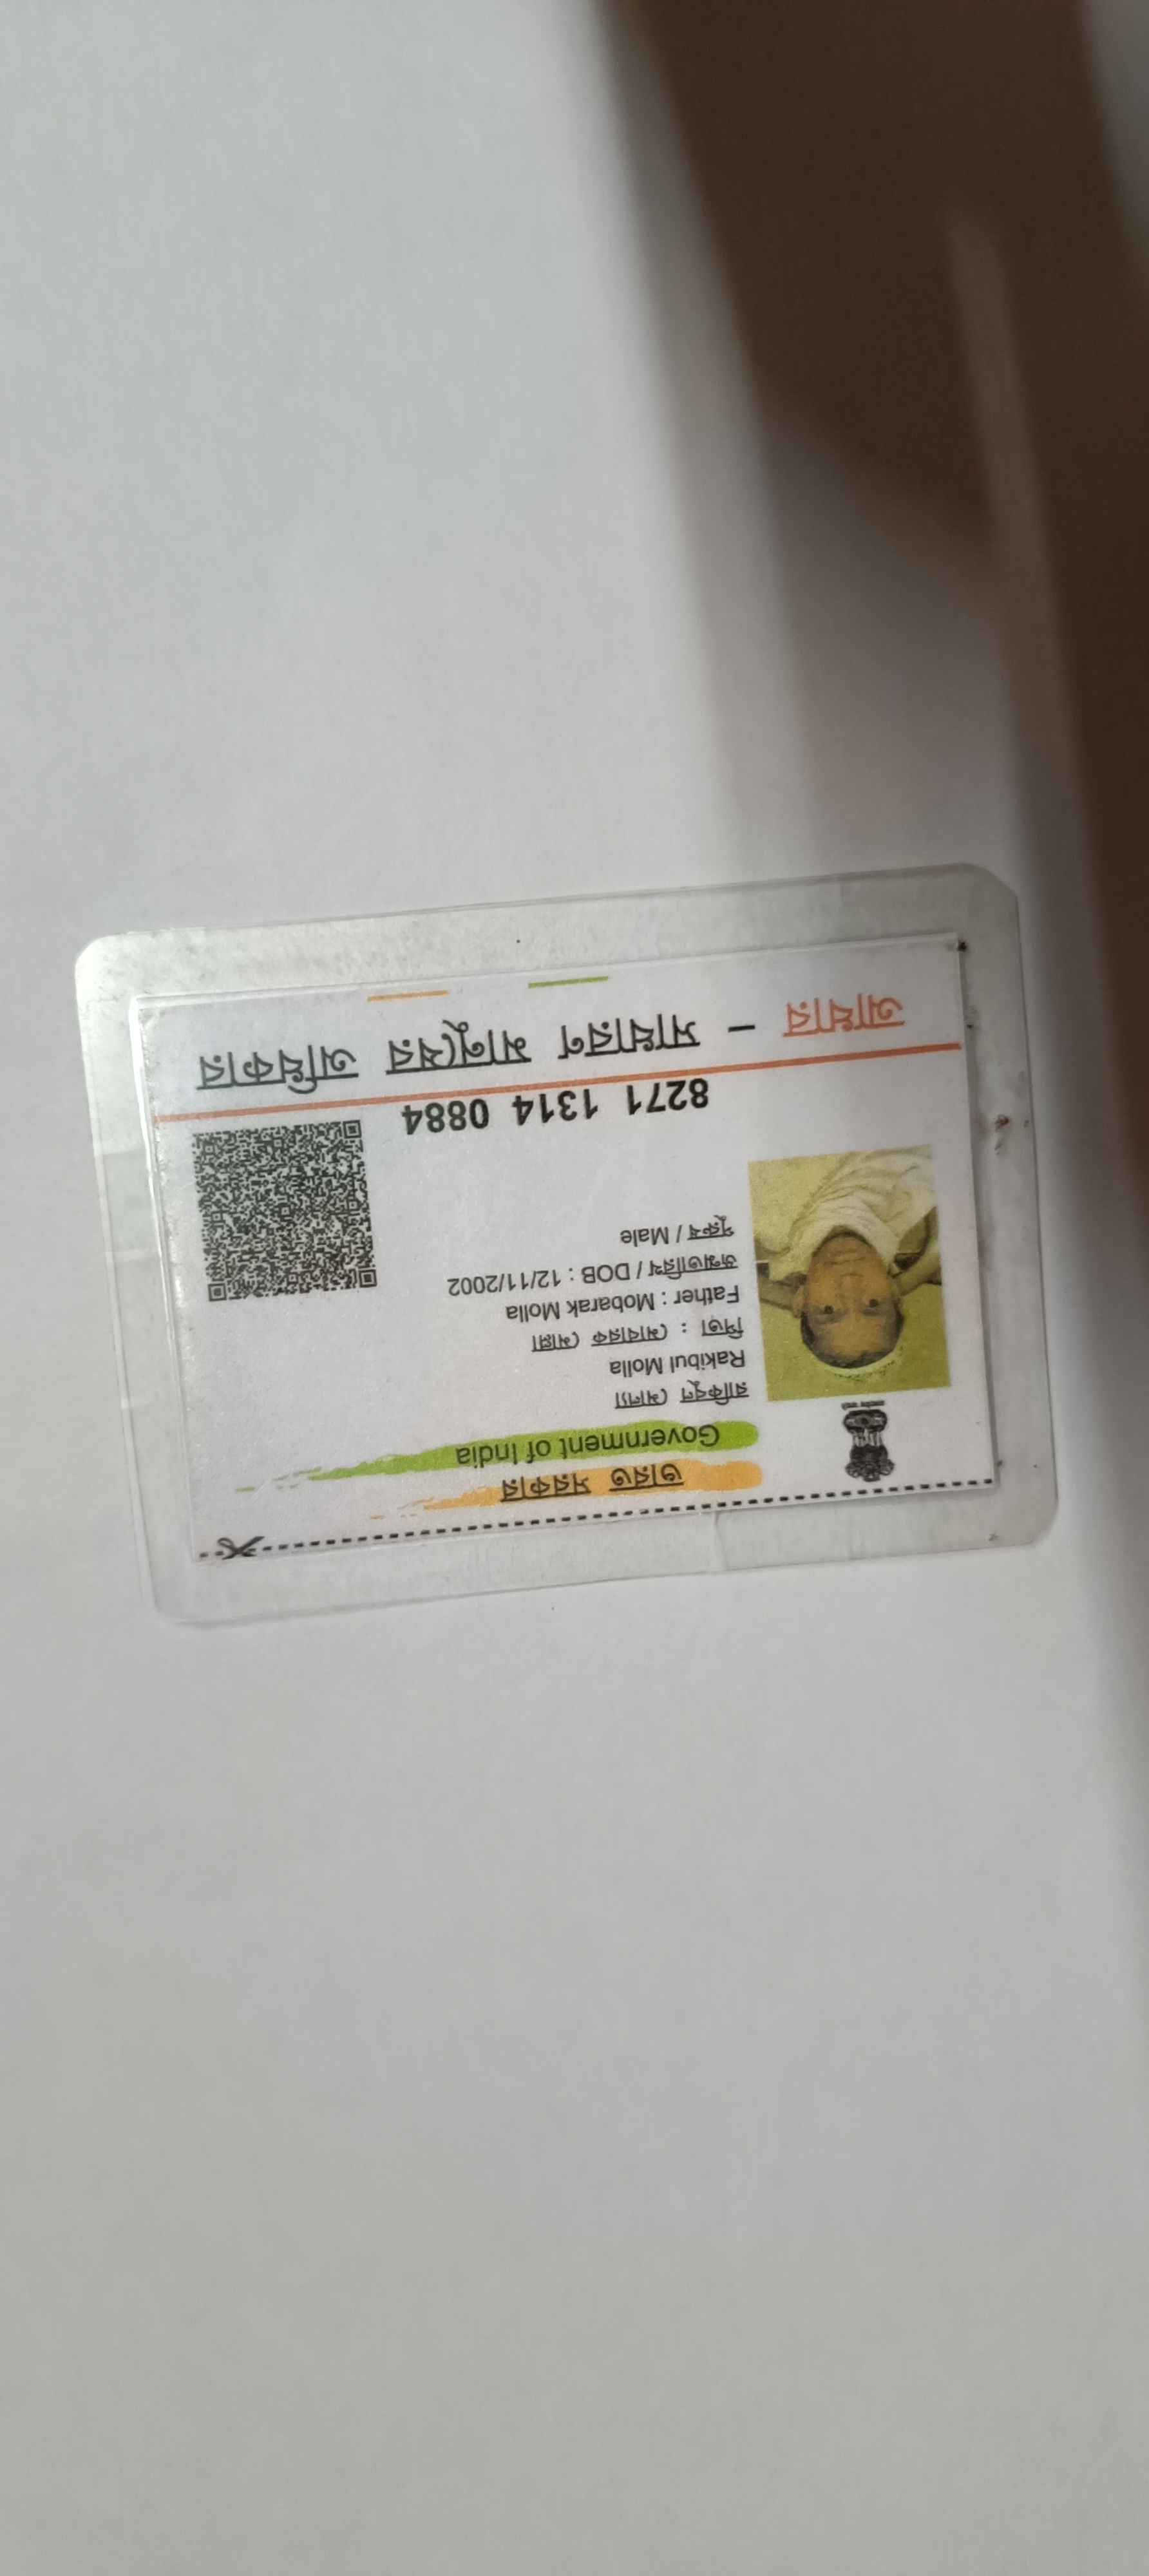 ভারত সরকার
Government of India
রাকিবুল মোল্যা
Rakibul Molla
পিতা : মোবারক মোল্লা
Father : Mobarak Molla
জন্মতারিখ / DOB : 12/11/2002
পুরুষ / Male
8271 1314 0884
আধার – সাধারণ মানুষের অধিকার